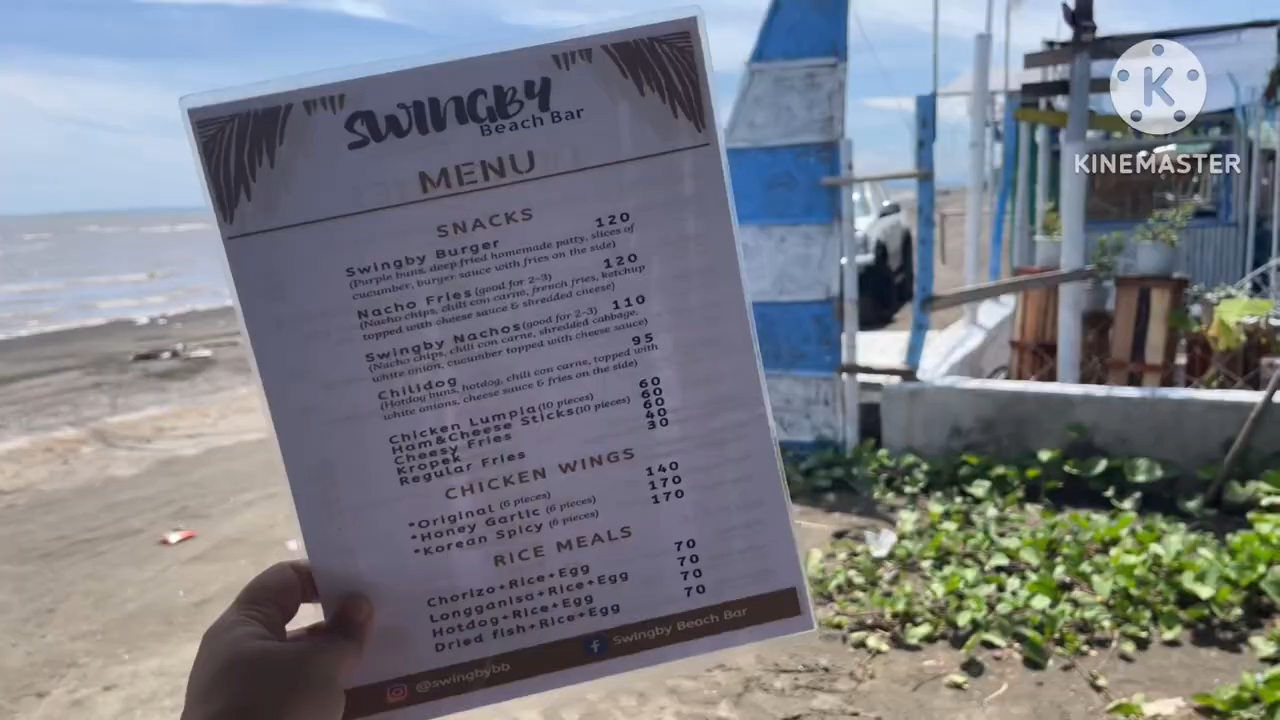 SWINGBY
Beach Bar
MENU
SNACKS
Swingby Burger 120
(Purple buns, deep fried homemade patty, slices of
cucumber, burger sauce with fries on the side)
Nacho Fries (good for 2-3) 120
(Nacho chips, chili con carne, french fries, ketchup
topped with cheese sauce & shredded cheese)
Swingby Nachos (good for 2-3) 110
(Nacho chips, chili con carne, shredded cabbage,
white onion, cucumber topped with cheese sauce)
Chilidog 95
(Hotdog buns, hotdog, chili con carne, topped with
white onions, cheese sauce & fries on the side)
Chicken Lumpia (10 pieces) 60
Ham&Cheese Sticks (10 pieces) 60
Cheesy Fries 60
Kropek 40
Regular Fries 30
CHICKEN WINGS
*Original (6 pieces) 140
*Honey Garlic (6 pieces) 170
*Korean Spicy (6 pieces) 170
RICE MEALS
Chorizo+Rice+Egg 70
Longganisa+Rice+Egg 70
Hotdog+Rice+Egg 70
Dried fish+Rice+Egg 70
@swingbybb
f Swingby Beach Bar
K
KINEMASTER